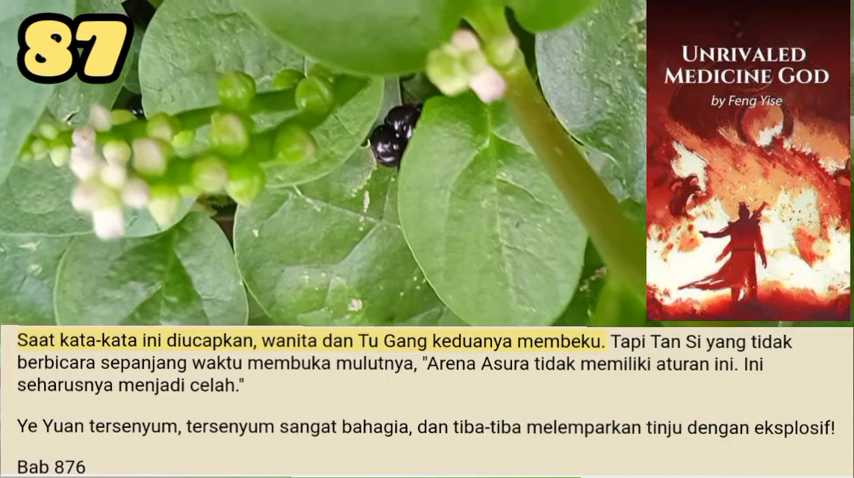 87
UNRIVALED
MEDICINE GOD
by Feng Yise
Saat kata-kata ini diucapkan, wanita dan Tu Gang keduanya membeku. Tapi Tan Si yang tidak
berbicara sepanjang waktu membuka mulutnya, "Arena Asura tidak memiliki aturan ini. Ini
seharusnya menjadi celah."
Ye Yuan tersenyum, tersenyum sangat bahagia, dan tiba-tiba melemparkan tinju dengan eksplosif!
Bab 876